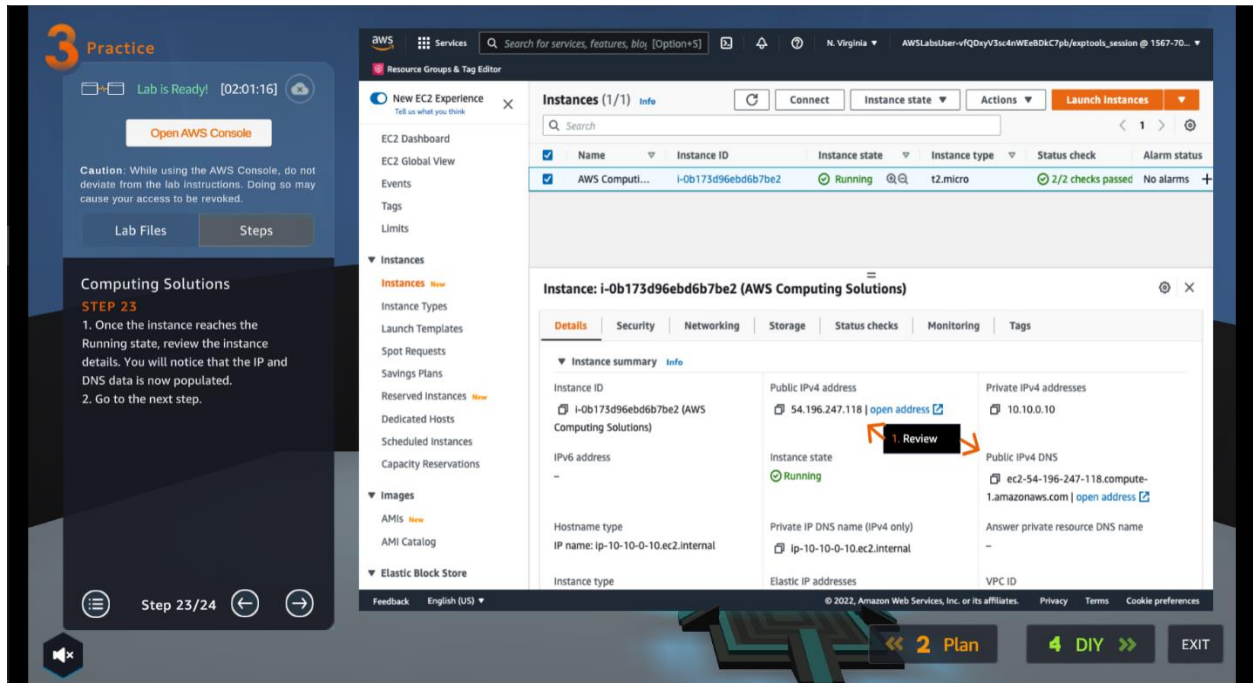 3 Practice
Lab is Ready! [02:01:16]
Open AWS Console
Caution: While using the AWS Console, do not
deviate from the lab instructions. Doing so may
cause your access to be revoked.
Lab Files Steps
Computing Solutions
STEP 23
1. Once the instance reaches the
Running state, review the instance
details. You will notice that the IP and
DNS data is now populated.
2. Go to the next step.
Step 23/24
aws Services Search for services, features, blog [Option+S] N. Virginia AWSLabsUser-vfQDxyV3sc4nWEeBDkC7pb/exptools_session @ 1567-70...
Resource Groups & Tag Editor
New EC2 Experience
Tell us what you think
EC2 Dashboard
EC2 Global View
Events
Tags
Limits
Instances
Instances New
Instance Types
Launch Templates
Spot Requests
Savings Plans
Reserved Instances New
Dedicated Hosts
Scheduled Instances
Capacity Reservations
Images
AMIs New
AMI Catalog
Elastic Block Store
Instances (1/1) Info Connect Instance state Actions Launch instances
Search 1
Name Instance ID Instance state Instance type Status check Alarm status
AWS Computi... i-0b173d96ebd6b7be2 Running t2.micro 2/2 checks passed No alarms +
Instance: i-0b173d96ebd6b7be2 (AWS Computing Solutions)
Details Security Networking Storage Status checks Monitoring Tags
Instance summary Info
Instance ID Public IPv4 address Private IPv4 addresses
i-0b173d96ebd6b7be2 (AWS 54.196.247.118 | open address 10.10.0.10
Computing Solutions)
1. Review
IPv6 address Instance state Public IPv4 DNS
– Running ec2-54-196-247-118.compute-
1.amazonaws.com | open address
Hostname type Private IP DNS name (IPv4 only) Answer private resource DNS name
IP name: ip-10-10-0-10.ec2.internal ip-10-10-0-10.ec2.internal –
Instance type Elastic IP addresses VPC ID
Feedback English (US) © 2022, Amazon Web Services, Inc. or its affiliates. Privacy Terms Cookie preferences
2 Plan 4 DIY EXIT